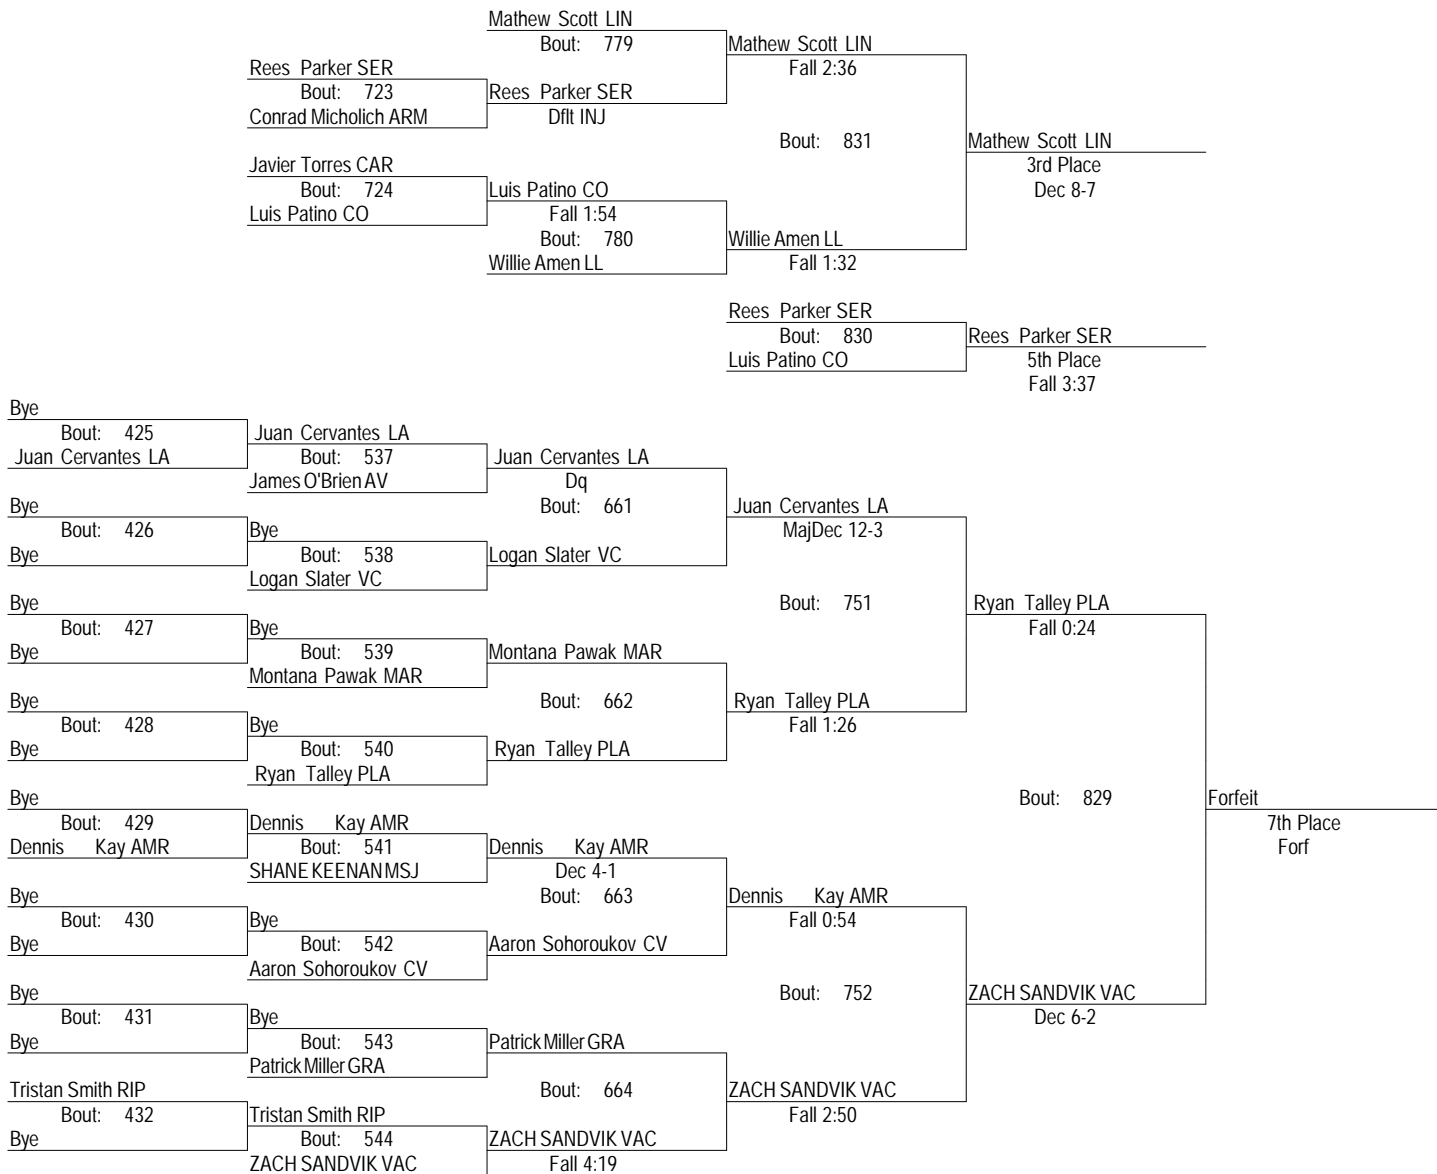 Mathew Scott LIN
Bout: 779
Mathew Scott LIN
Fall 2:36
Rees Parker SER
Bout: 723
Rees Parker SER
Conrad Micholich ARM
Dflt INJ
Bout: 831
Mathew Scott LIN
3rd Place
Dec 8-7
Javier Torres CAR
Bout: 724
Luis Patino CO
Luis Patino CO
Fall 1:54
Bout: 780
Willie Amen LL
Willie Amen LL
Fall 1:32
Rees Parker SER
Bout: 830
Rees Parker SER
Luis Patino CO
5th Place
Fall 3:37
Bye
Bout: 425
Juan Cervantes LA
Juan Cervantes LA
Bout: 537
Juan Cervantes LA
James O'Brien AV
Dq
Bye
Bout: 661
Juan Cervantes LA
Bout: 426
Bye
MajDec 12-3
Bye
Bout: 538
Logan Slater VC
Logan Slater VC
Bye
Bout: 751
Ryan Talley PLA
Bout: 427
Bye
Fall 0:24
Bye
Bout: 539
Montana Pawak MAR
Montana Pawak MAR
Bye
Bout: 662
Ryan Talley PLA
Bout: 428
Bye
Fall 1:26
Bye
Bout: 540
Ryan Talley PLA
Ryan Talley PLA
Bye
Bout: 829
Forfeit
7th Place
Forf
Bout: 429
Dennis Kay AMR
Dennis Kay AMR
Bout: 541
Dennis Kay AMR
SHANE KEENAN MSJ
Dec 4-1
Bye
Bout: 663
Dennis Kay AMR
Bout: 430
Bye
Fall 0:54
Bye
Bout: 542
Aaron Sohoroukov CV
Aaron Sohoroukov CV
Bye
Bout: 752
ZACH SANDVIK VAC
Bout: 431
Bye
Dec 6-2
Bye
Bout: 543
Patrick Miller GRA
Patrick Miller GRA
Tristan Smith RIP
Bout: 664
ZACH SANDVIK VAC
Bout: 432
Tristan Smith RIP
Fall 2:50
Bye
Bout: 544
ZACH SANDVIK VAC
ZACH SANDVIK VAC
Fall 4:19